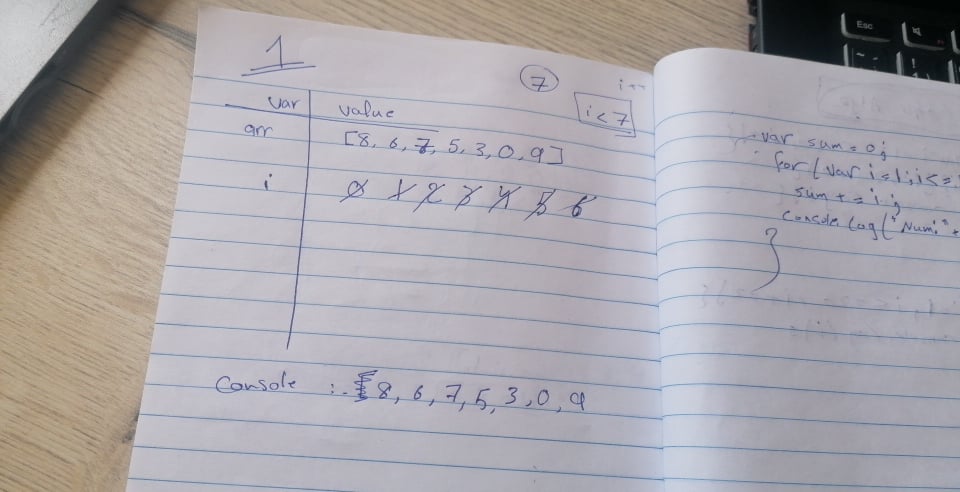 1
7
i<7
var value
arr [8, 6, 7, 5, 3, 0, 9]
i 0 1 2 3 4 5 6
Console :. 8, 6, 7, 5, 3, 0, 9
var sum = 0;
for (var i=1; i<=
sum += i;
console log("Num:"+
}
Esc